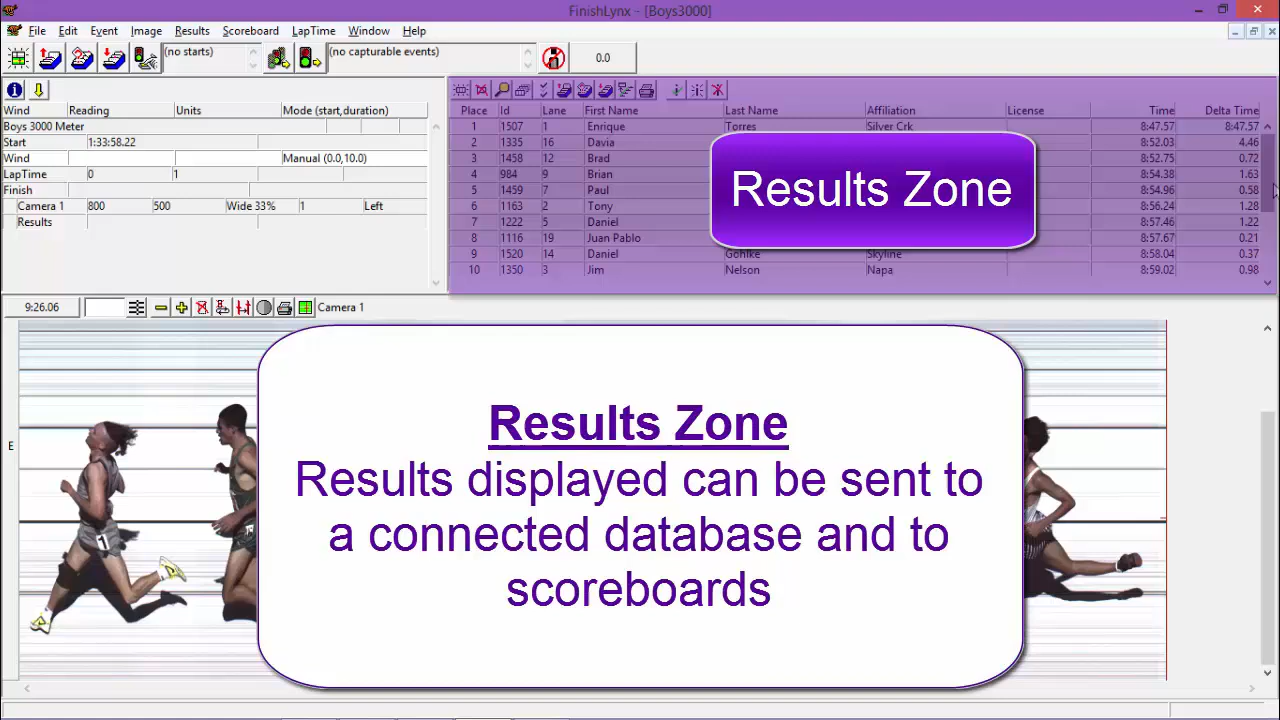 FinishLynx - [Boys3000]
File Edit Event Image Results Scoreboard LapTime Window Help
(no starts) (no capturable events) 0.0
Wind Reading Units Mode (start,duration)
Boys 3000 Meter
Start 1:33:58.22
Wind Manual (0.0,10.0)
LapTime 0 1
Finish
Camera 1 800 500 Wide 33% 1 Left
Results
Place Id Lane First Name Last Name Affiliation License Time Delta Time
1 1507 1 Enrique Torres Silver Crk 8:47.57 8:47.57
2 1335 16 Davia 8:52.03 4.46
3 1458 12 Brad 8:52.75 0.72
4 984 9 Brian 8:54.38 1.63
5 1459 7 Paul 8:54.96 0.58
6 1163 2 Tony 8:56.24 1.28
7 1222 5 Daniel 8:57.46 1.22
8 1116 19 Juan Pablo 8:57.67 0.21
9 1520 14 Daniel Gohlke Skyline 8:58.04 0.37
10 1350 3 Jim Nelson Napa 8:59.02 0.98
Results Zone
9:26.06 Camera 1
E
1
Results Zone
Results displayed can be sent to
a connected database and to
scoreboards